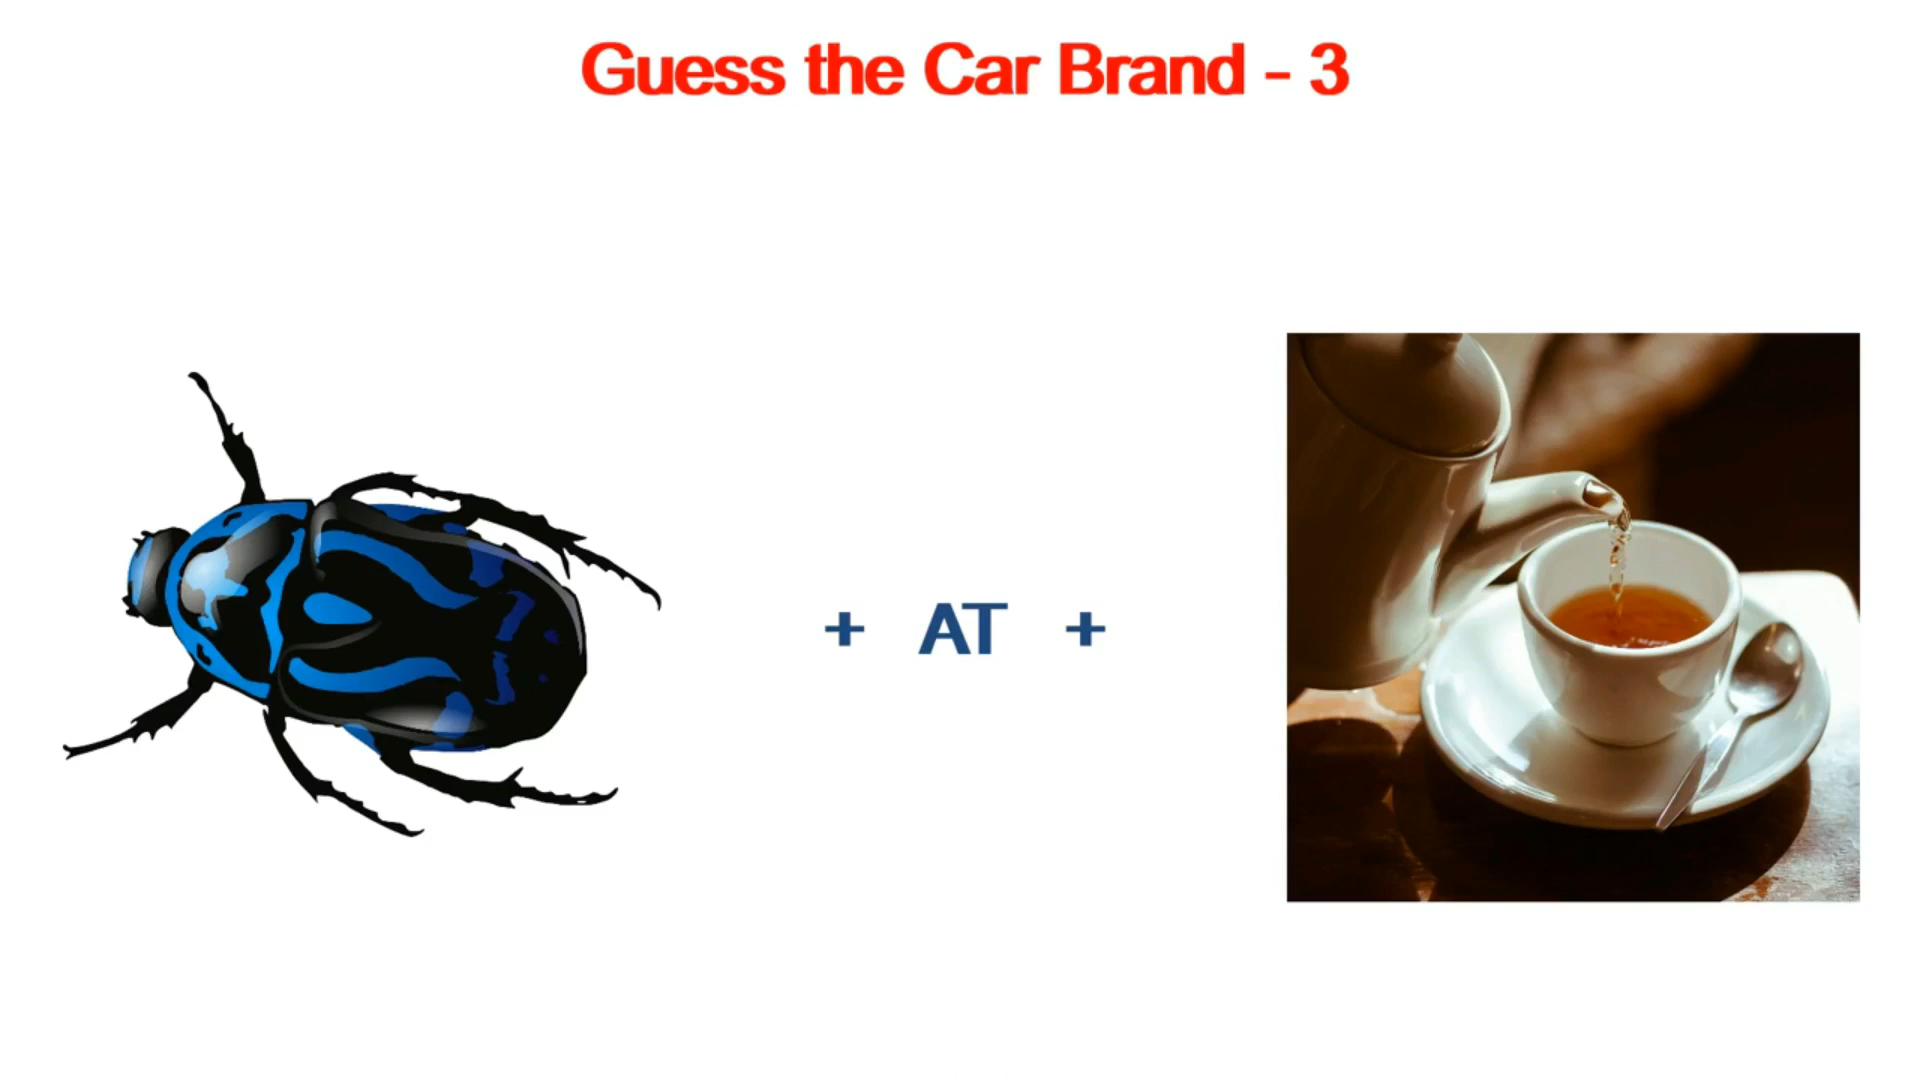 Guess the Car Brand - 3
+ AT +